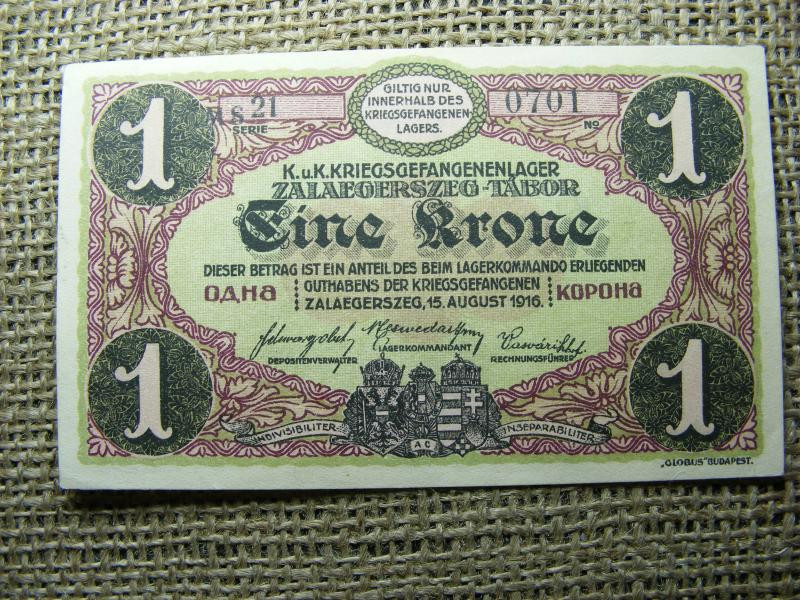 GILTIG NUR
INNERHALB DES
KRIEGSGEFANGENEN-
LAGERS.
1
MS 21
SERIE
0701
No
1
K.u.K. KRIEGSGEFANGENENLAGER
ZALAEGERSZEG-TÁBOR
Eine Krone
DIESER BETRAG IST EIN ANTEIL DES BEIM LAGERKOMMANDO ERLIEGENDEN
GUTHABENS DER KRIEGSGEFANGENEN
ZALAEGERSZEG, 15. AUGUST 1916.
ОДНА
КОРОНА
DEPOSITENVERWALTER
LAGERKOMMANDANT
RECHNUNGSFÜHRER
1
1
INDIVISIBILITER
AC
INSEPARABILITER
„GLOBUS" BUDAPEST.